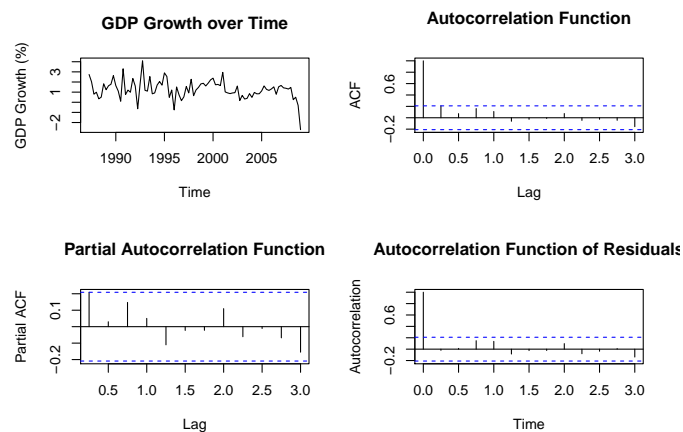 GDP Growth over Time
GDP Growth (%)
3
1
−2
1990 1995 2000 2005
Time
Autocorrelation Function
ACF
0.6
−0.2
0.0 0.5 1.0 1.5 2.0 2.5 3.0
Lag
Partial Autocorrelation Function
Partial ACF
0.1
−0.2
0.5 1.0 1.5 2.0 2.5 3.0
Lag
Autocorrelation Function of Residuals
Autocorrelation
0.6
−0.2
0.0 0.5 1.0 1.5 2.0 2.5 3.0
Time